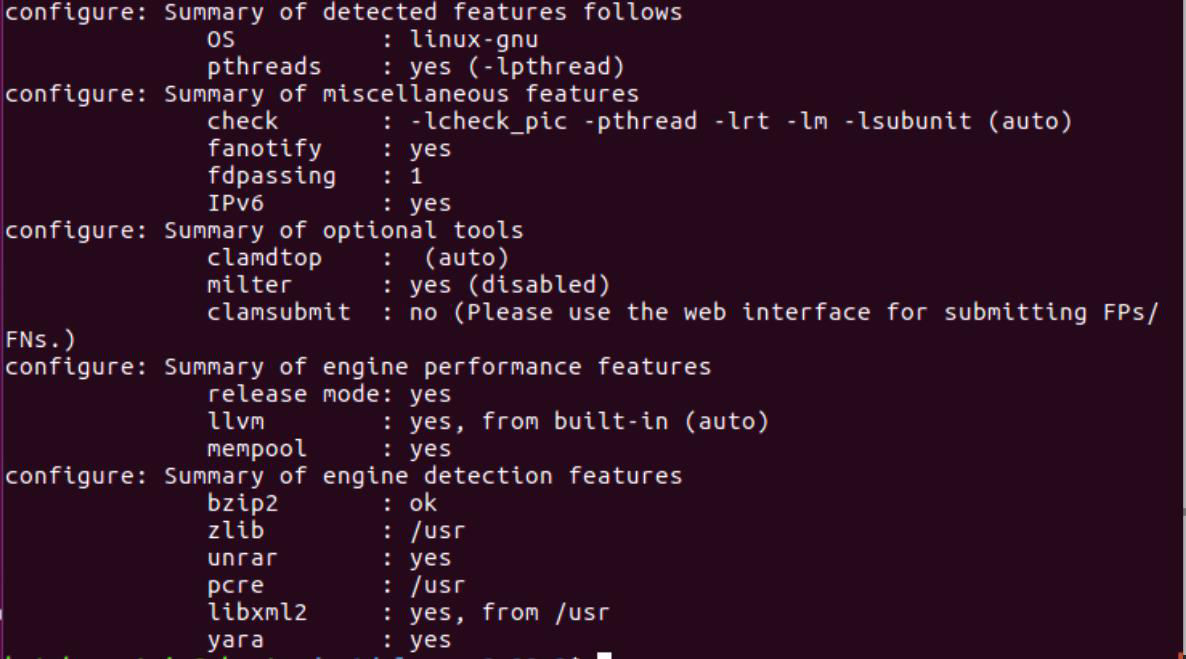 configure: Summary of detected features follows
              OS          : linux-gnu
              pthreads    : yes (-lpthread)
configure: Summary of miscellaneous features
              check       : -lcheck_pic -pthread -lrt -lm -lsubunit (auto)
              fanotify    : yes
              fdpassing   : 1
              IPv6        : yes
configure: Summary of optional tools
              clamdtop    :  (auto)
              milter      : yes (disabled)
              clamsubmit  : no (Please use the web interface for submitting FPs/
FNs.)
configure: Summary of engine performance features
              release mode: yes
              llvm        : yes, from built-in (auto)
              mempool     : yes
configure: Summary of engine detection features
              bzip2       : ok
              zlib        : /usr
              unrar       : yes
              pcre        : /usr
              libxml2     : yes, from /usr
              yara        : yes